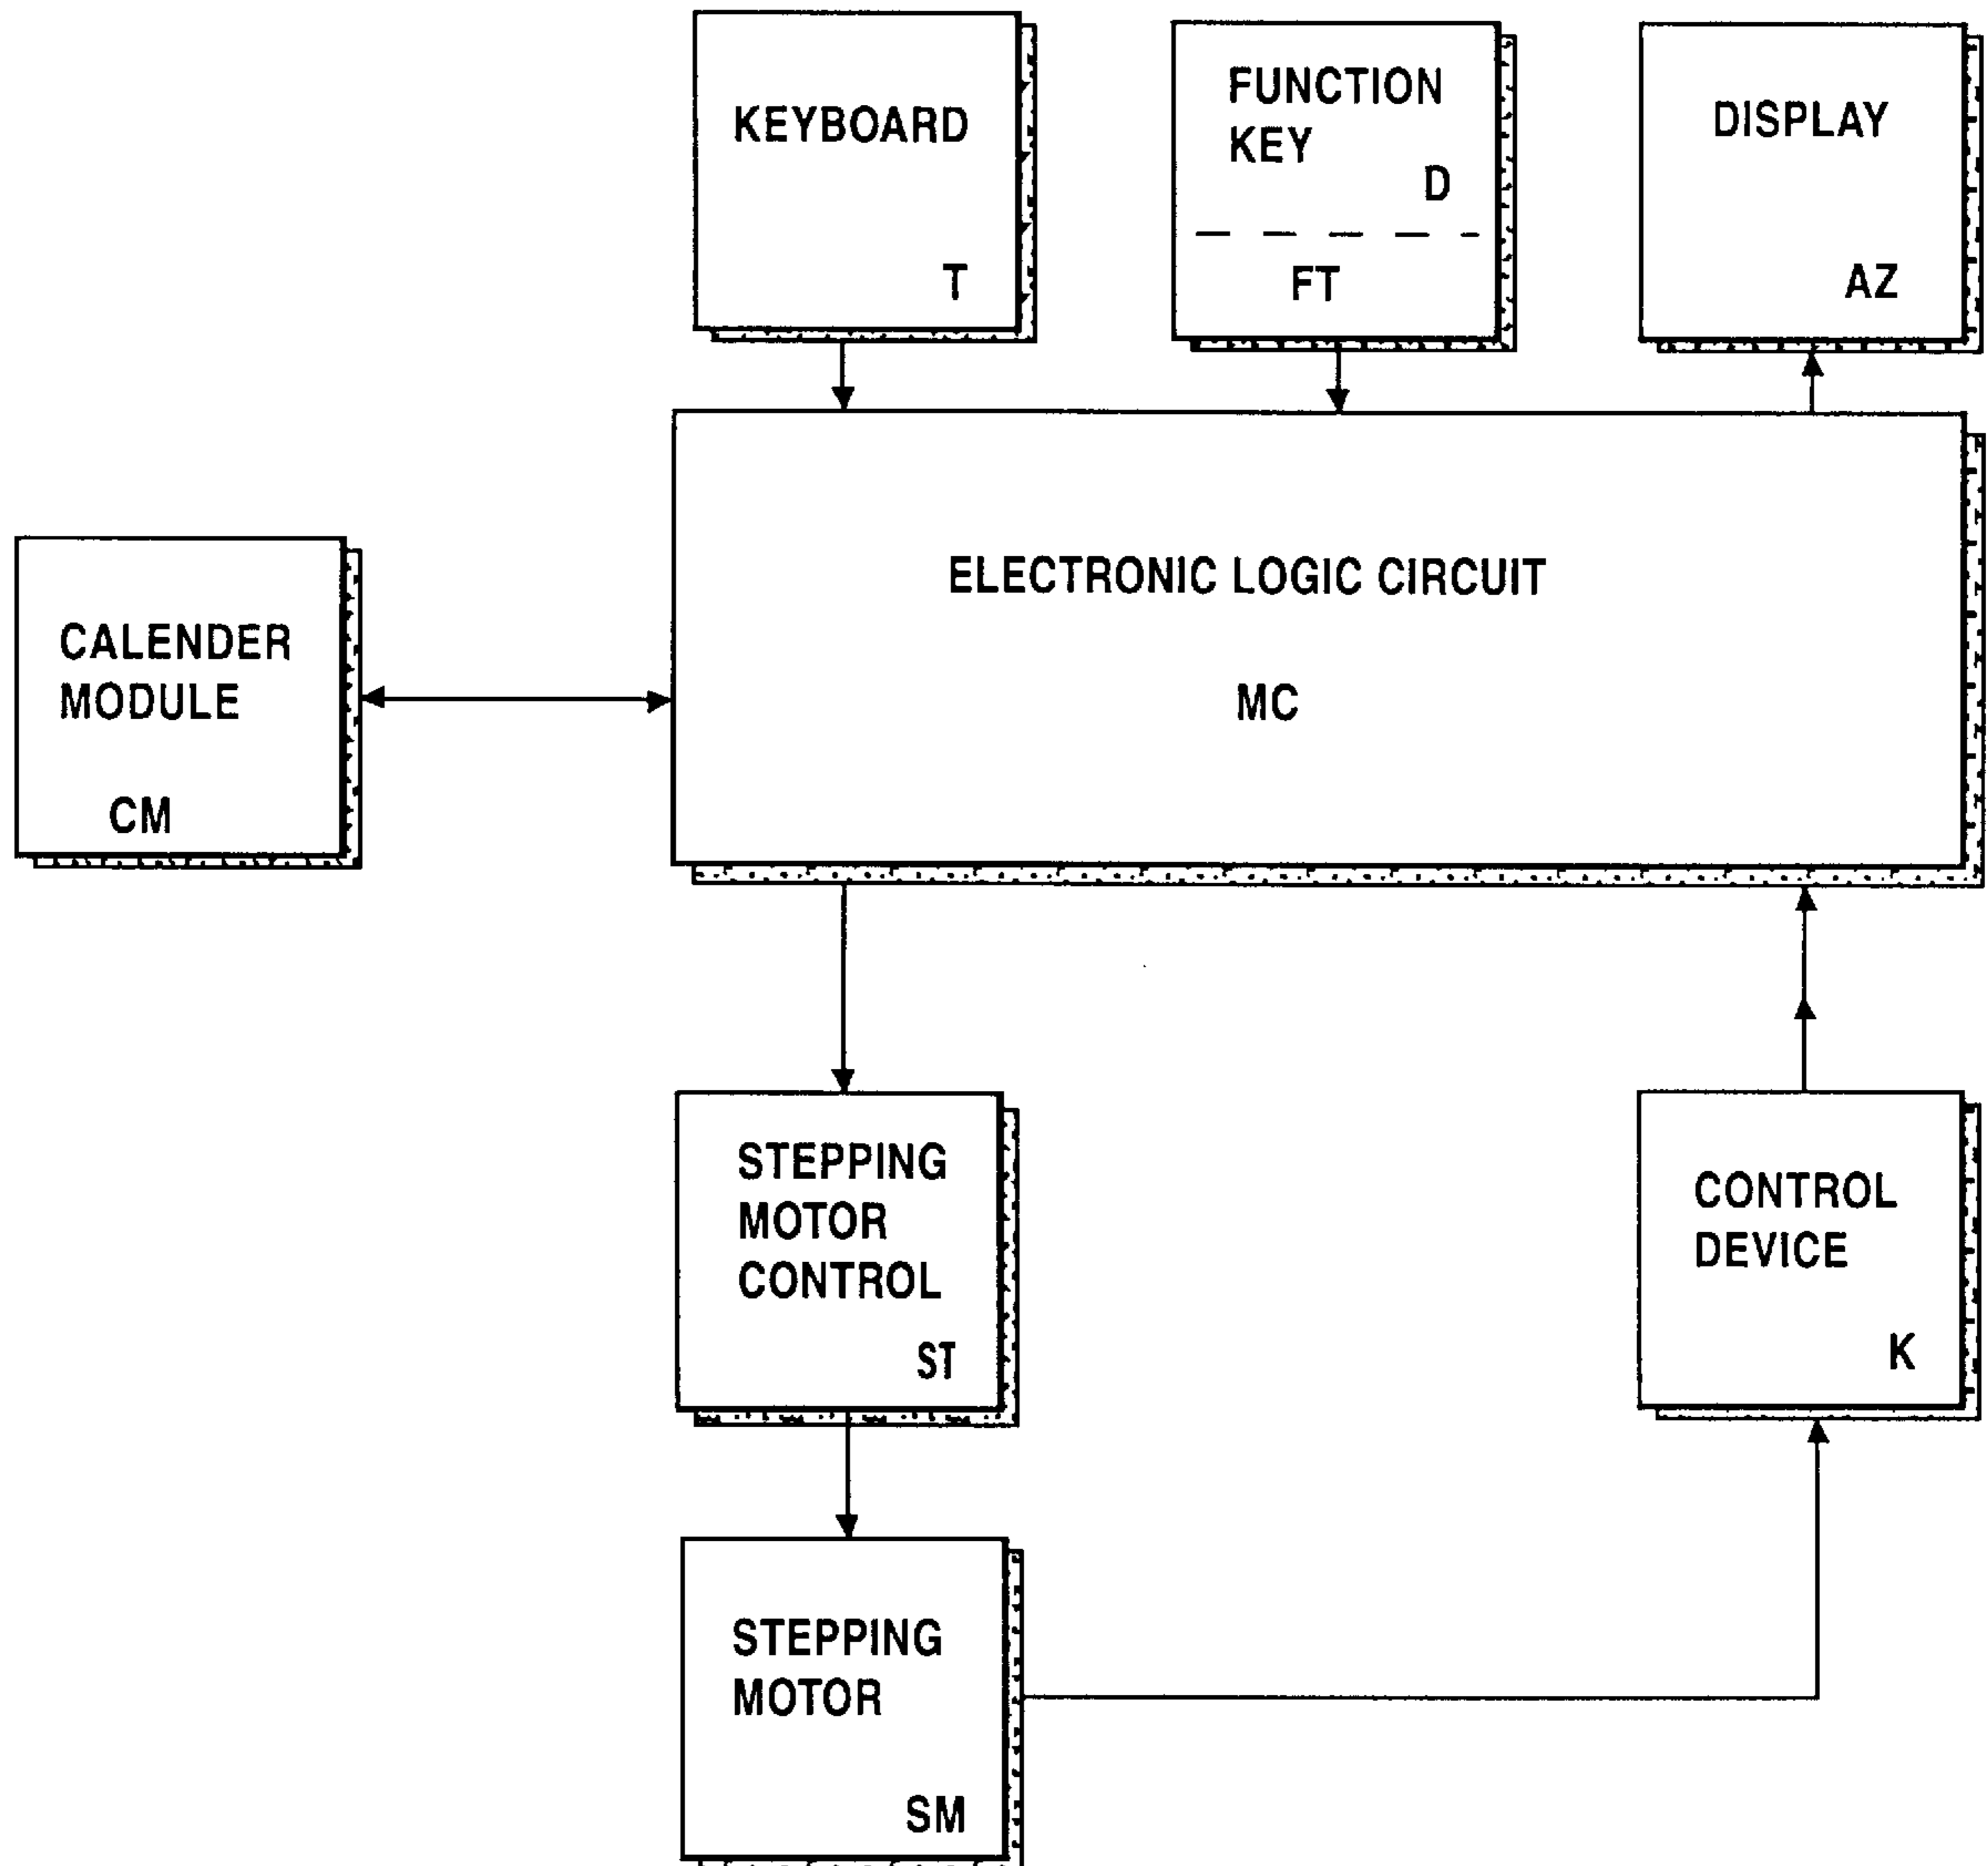 KEYBOARD
T
FUNCTION
KEY
D
FT
DISPLAY
AZ
ELECTRONIC LOGIC CIRCUIT
MC
CALENDER
MODULE
CM
STEPPING
MOTOR
CONTROL
ST
CONTROL
DEVICE
K
STEPPING
MOTOR
SM